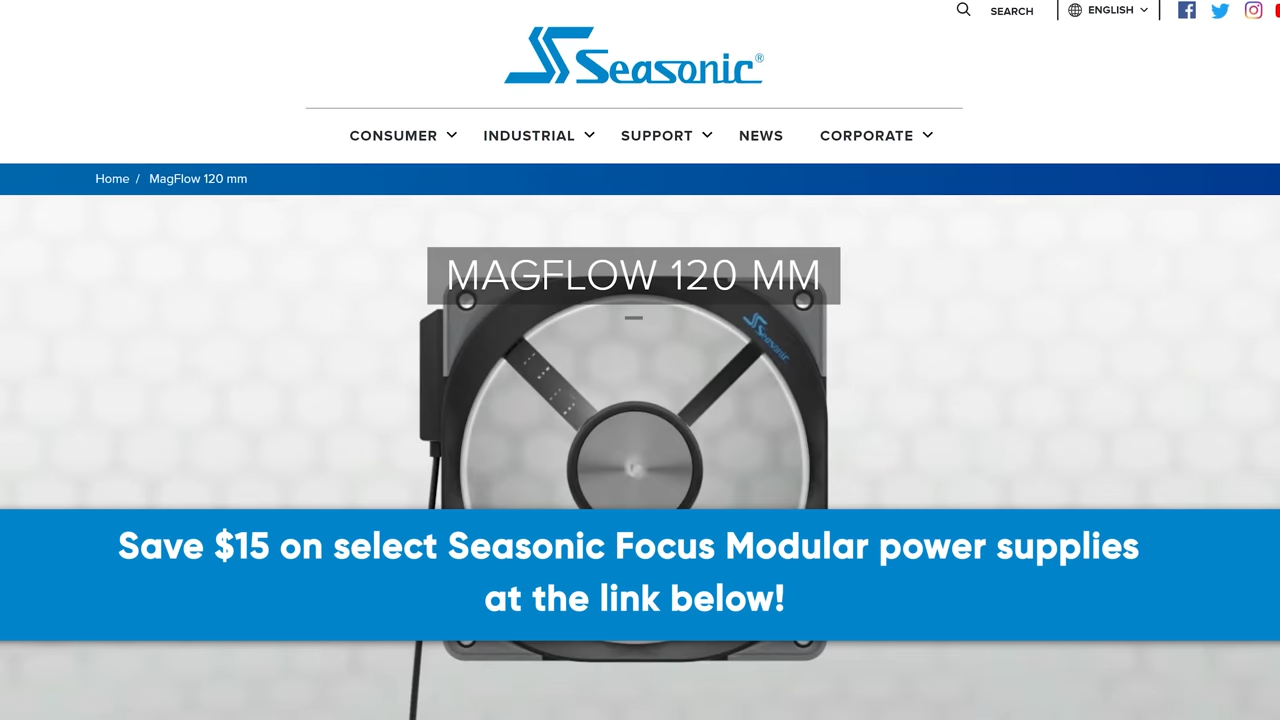 SEARCH
ENGLISH
Seasonic®
CONSUMER INDUSTRIAL SUPPORT NEWS CORPORATE
Home / MagFlow 120 mm
MAGFLOW 120 MM
Seasonic
Save $15 on select Seasonic Focus Modular power supplies
at the link below!